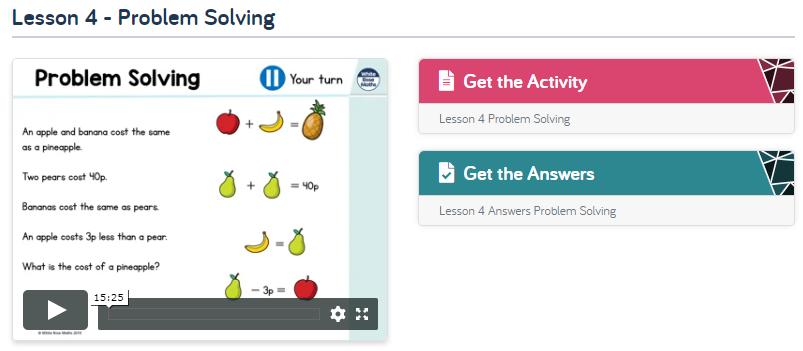 Lesson 4 - Problem Solving
Problem Solving
Your turn
White
Rose
Maths
An apple and banana cost the same
as a pineapple.
+ =
Two pears cost 40p.
+ = 40p
Bananas cost the same as pears.
An apple costs 3p less than a pear.
=
What is the cost of a pineapple?
- 3p =
15:25
© White Rose Maths 2019
Get the Activity
Lesson 4 Problem Solving
Get the Answers
Lesson 4 Answers Problem Solving